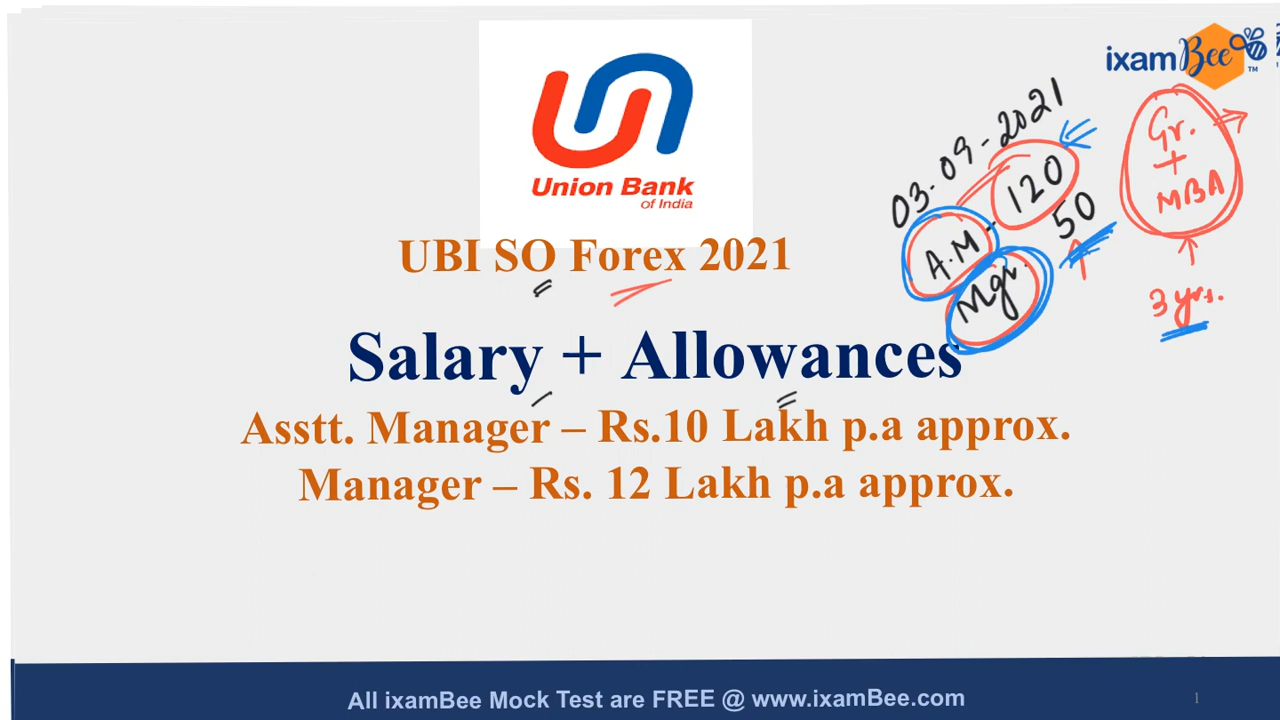 ixamBee™
Union Bank
of India
03-09-2021
A.M - 120
Mgr. 50
Gr.
+
MBA
3 yrs.
UBI SO Forex 2021
Salary + Allowances
Asstt. Manager – Rs.10 Lakh p.a approx.
Manager – Rs. 12 Lakh p.a approx.
All ixamBee Mock Test are FREE @ www.ixamBee.com
1